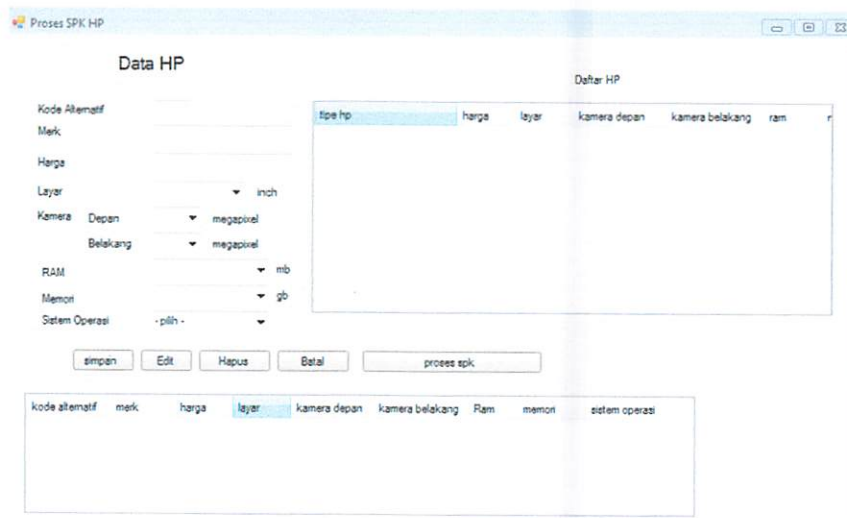 Proses SPK HP
Data HP
Daftar HP
Kode Alternatif
Merk
Harga
Layar inch
Kamera Depan megapixel
Belakang megapixel
RAM mb
Memori gb
Sistem Operasi - pilih -
tipe hp harga layar kamera depan kamera belakang ram r
simpan Edit Hapus Batal proses spk
kode alternatif merk harga layar kamera depan kamera belakang Ram memori sistem operasi